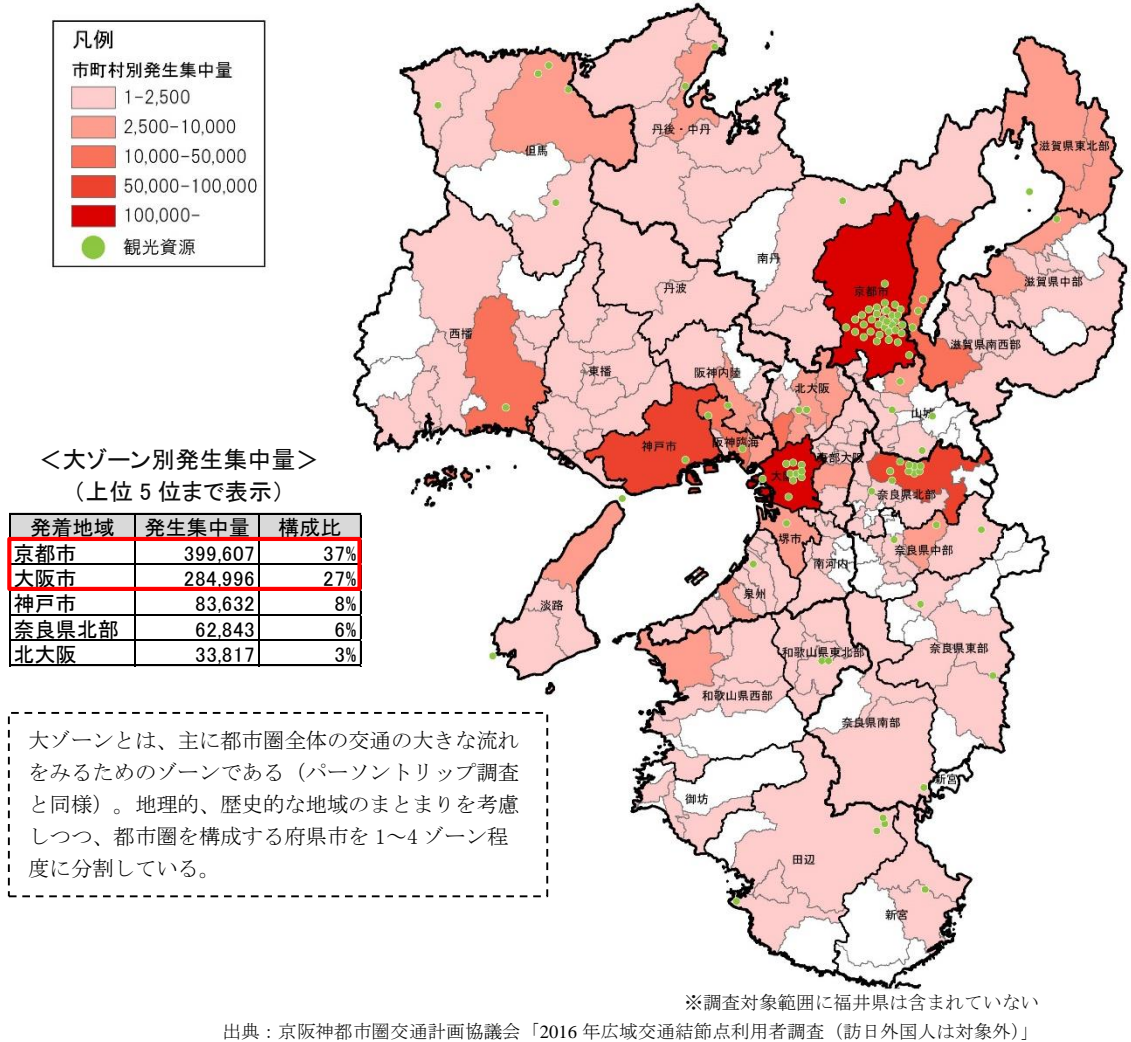 凡例
市町村別発生集中量
1-2,500
2,500-10,000
10,000-50,000
50,000-100,000
100,000-
観光資源
丹後・中丹
但馬
滋賀県東北部
南丹
京都市
滋賀県中部
丹波
西播
滋賀県南西部
東播
阪神内陸
北大阪
山城
神戸市
阪神臨海
大阪市
東部大阪
奈良県北部
堺市
南河内
奈良県中部
泉州
淡路
和歌山県東北部
奈良県東部
和歌山県西部
奈良県南部
新宮
御坊
田辺
新宮
<大ゾーン別発生集中量>
(上位 5 位まで表示)
発着地域 発生集中量 構成比
京都市 399,607 37%
大阪市 284,996 27%
神戸市 83,632 8%
奈良県北部 62,843 6%
北大阪 33,817 3%
大ゾーンとは、主に都市圏全体の交通の大きな流れ
をみるためのゾーンである(パーソントリップ調査
と同様)。地理的、歴史的な地域のまとまりを考慮
しつつ、都市圏を構成する府県市を 1~4 ゾーン程
度に分割している。
※調査対象範囲に福井県は含まれていない
出典:京阪神都市圏交通計画協議会「2016 年広域交通結節点利用者調査(訪日外国人は対象外)」